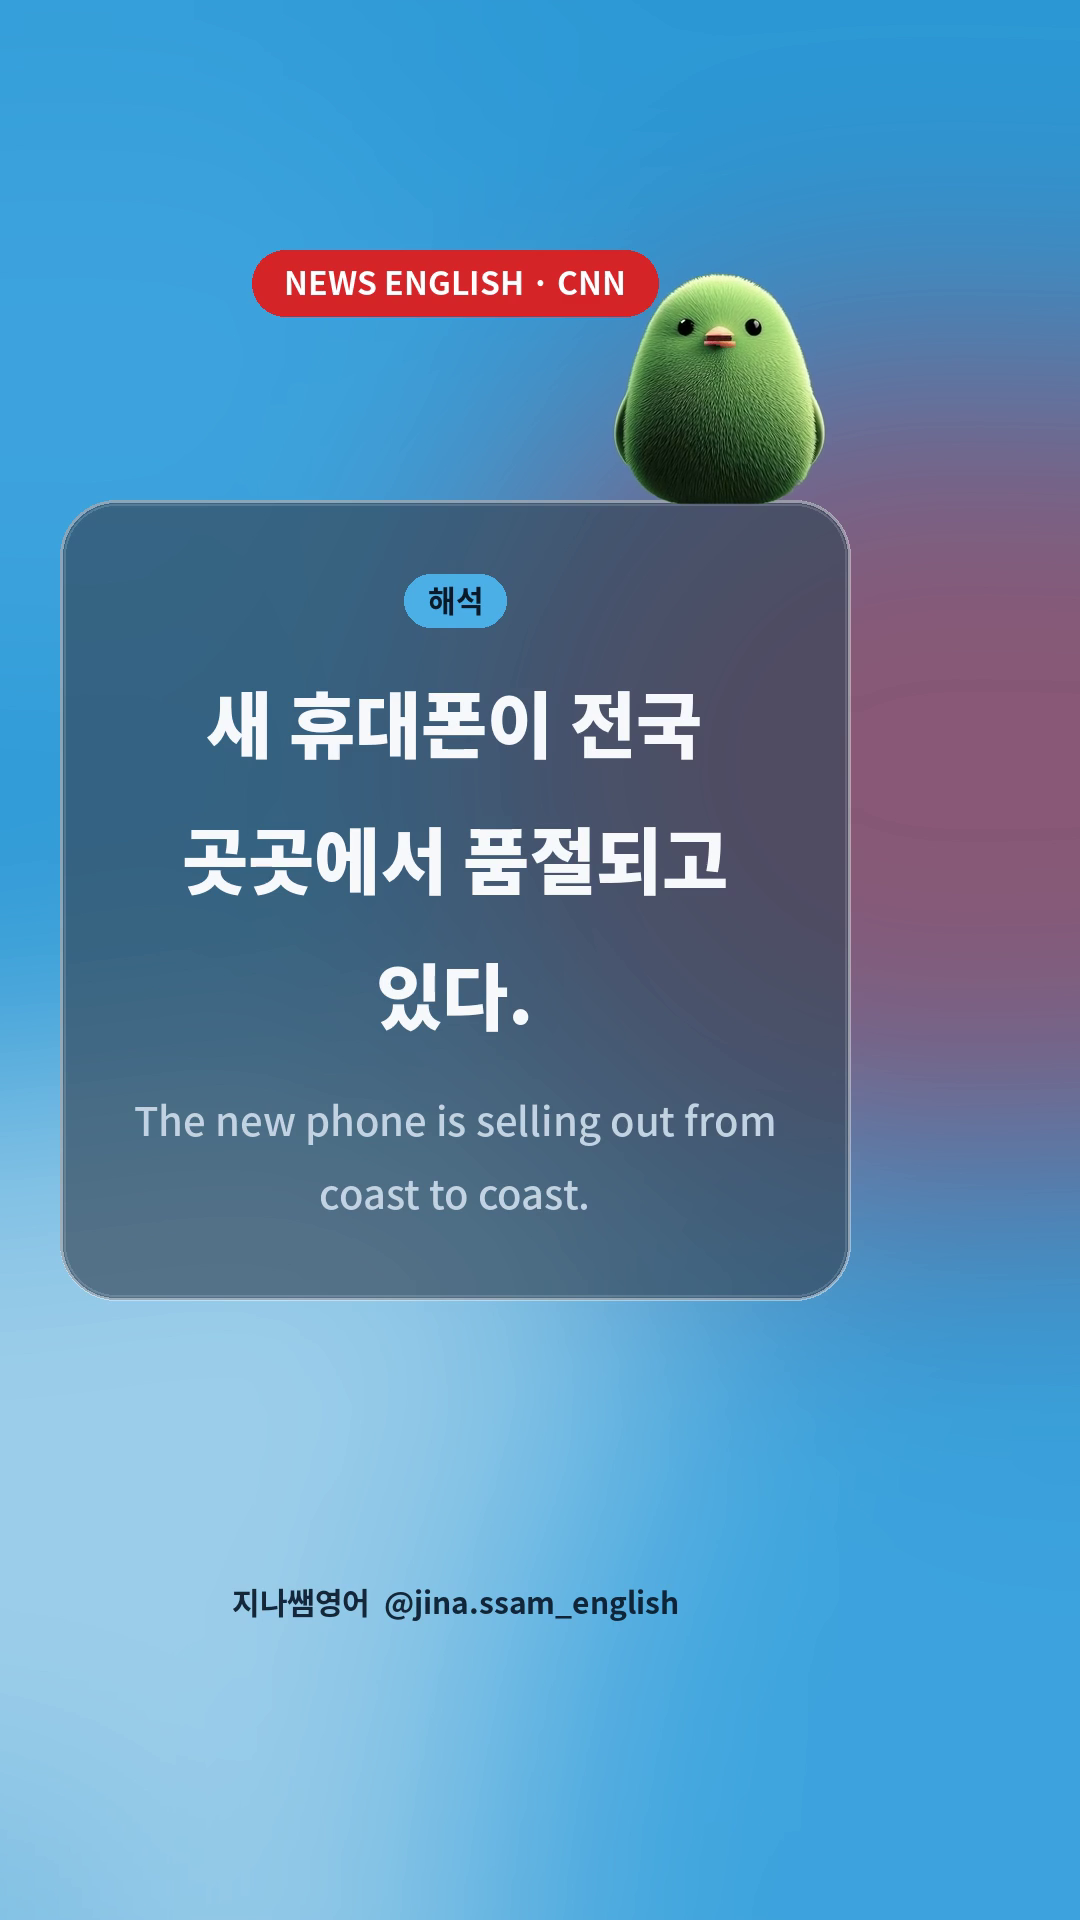 NEWS ENGLISH · CNN
해석
새 휴대폰이 전국
곳곳에서 품절되고
있다.
The new phone is selling out from
coast to coast.
지나쌤영어 @jina.ssam_english